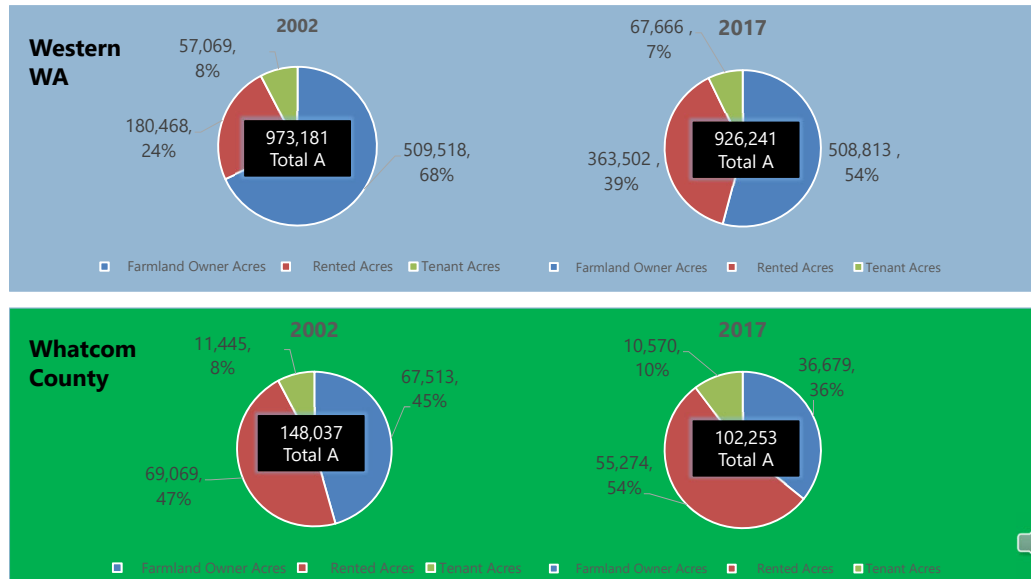 Western
WA
2002
57,069,
8%
180,468,
24%
973,181
Total A
509,518,
68%
2017
67,666 ,
7%
363,502 ,
39%
926,241
Total A
508,813 ,
54%
Farmland Owner Acres Rented Acres Tenant Acres
Farmland Owner Acres Rented Acres Tenant Acres
Whatcom
County
2002
11,445,
8%
67,513,
45%
148,037
Total A
69,069,
47%
2017
10,570,
10%
36,679,
36%
102,253
Total A
55,274,
54%
Farmland Owner Acres Rented Acres Tenant Acres
Farmland Owner Acres Rented Acres Tenant Acres